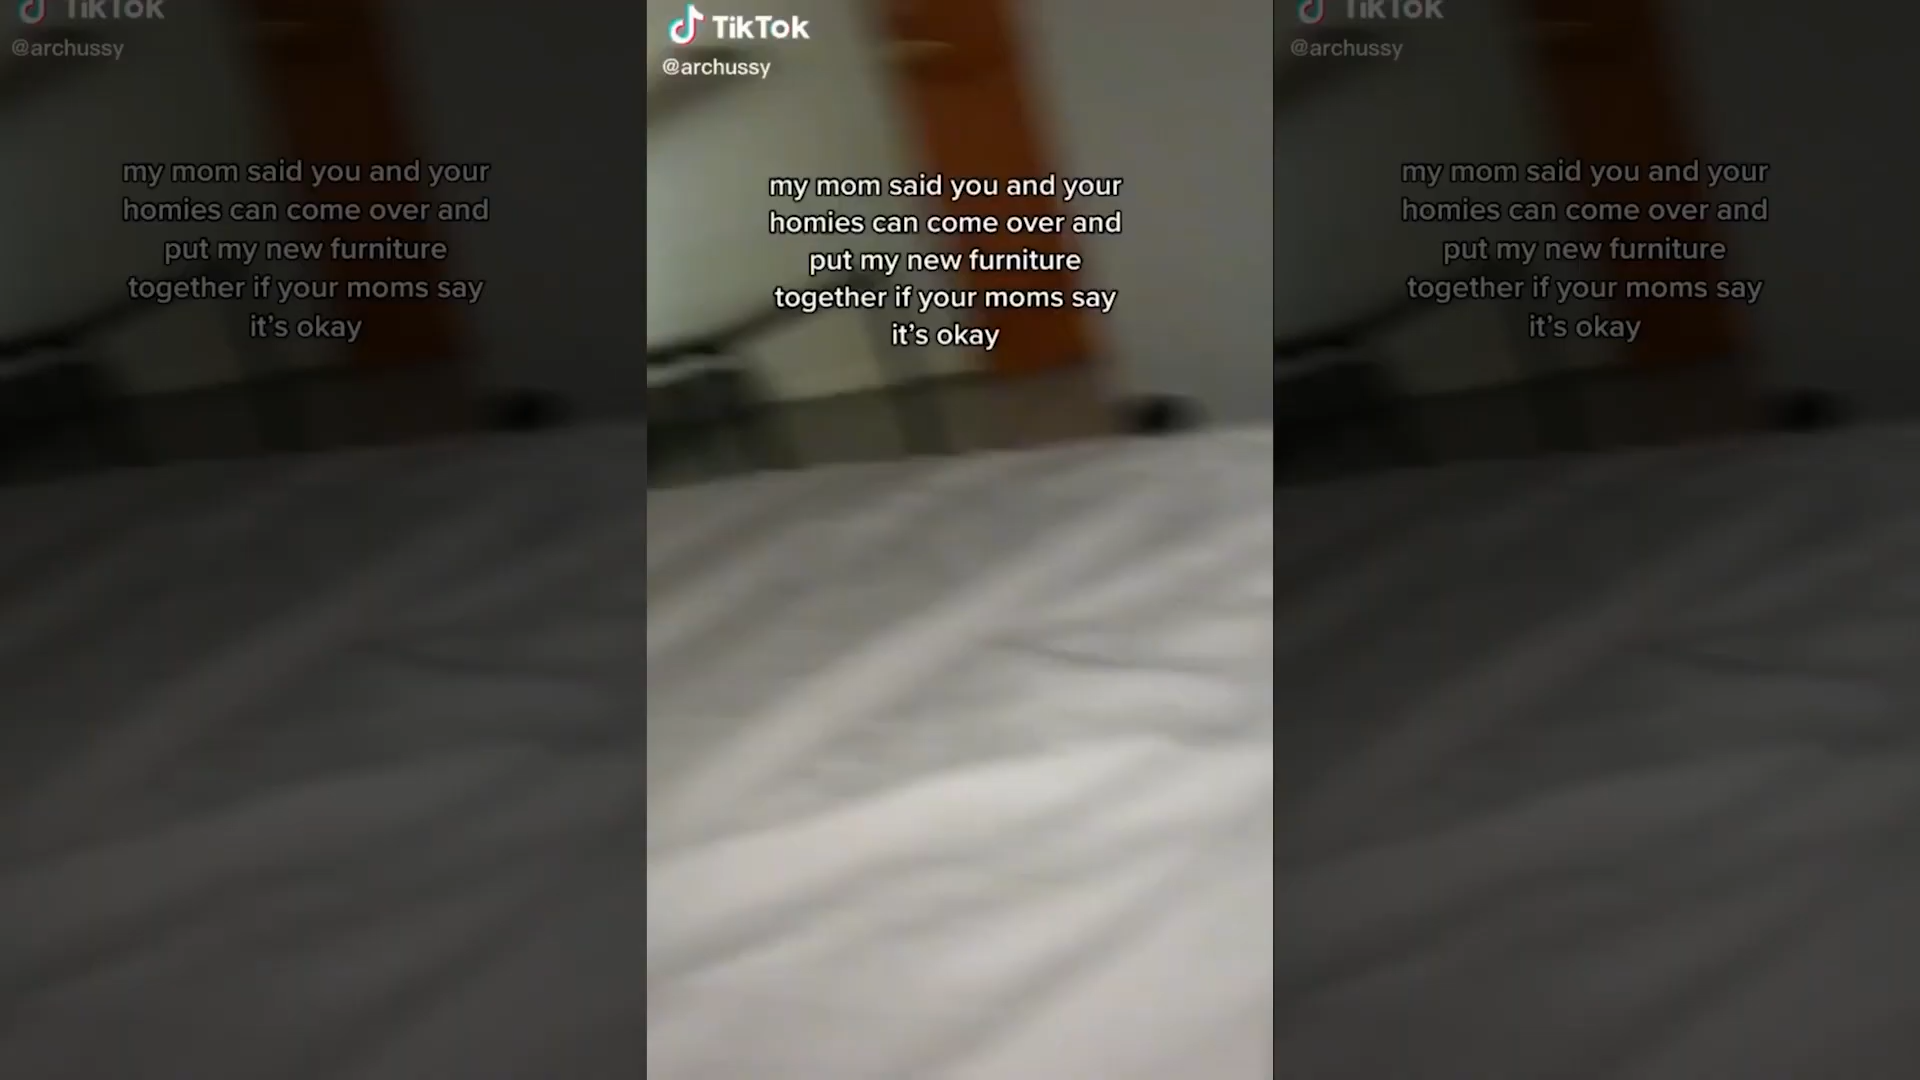 TikTok
@archussy
my mom said you and your
homies can come over and
put my new furniture
together if your moms say
it's okay
TikTok
@archussy
my mom said you and your
homies can come over and
put my new furniture
together if your moms say
it's okay
TikTok
@archussy
my mom said you and your
homies can come over and
put my new furniture
together if your moms say
it's okay